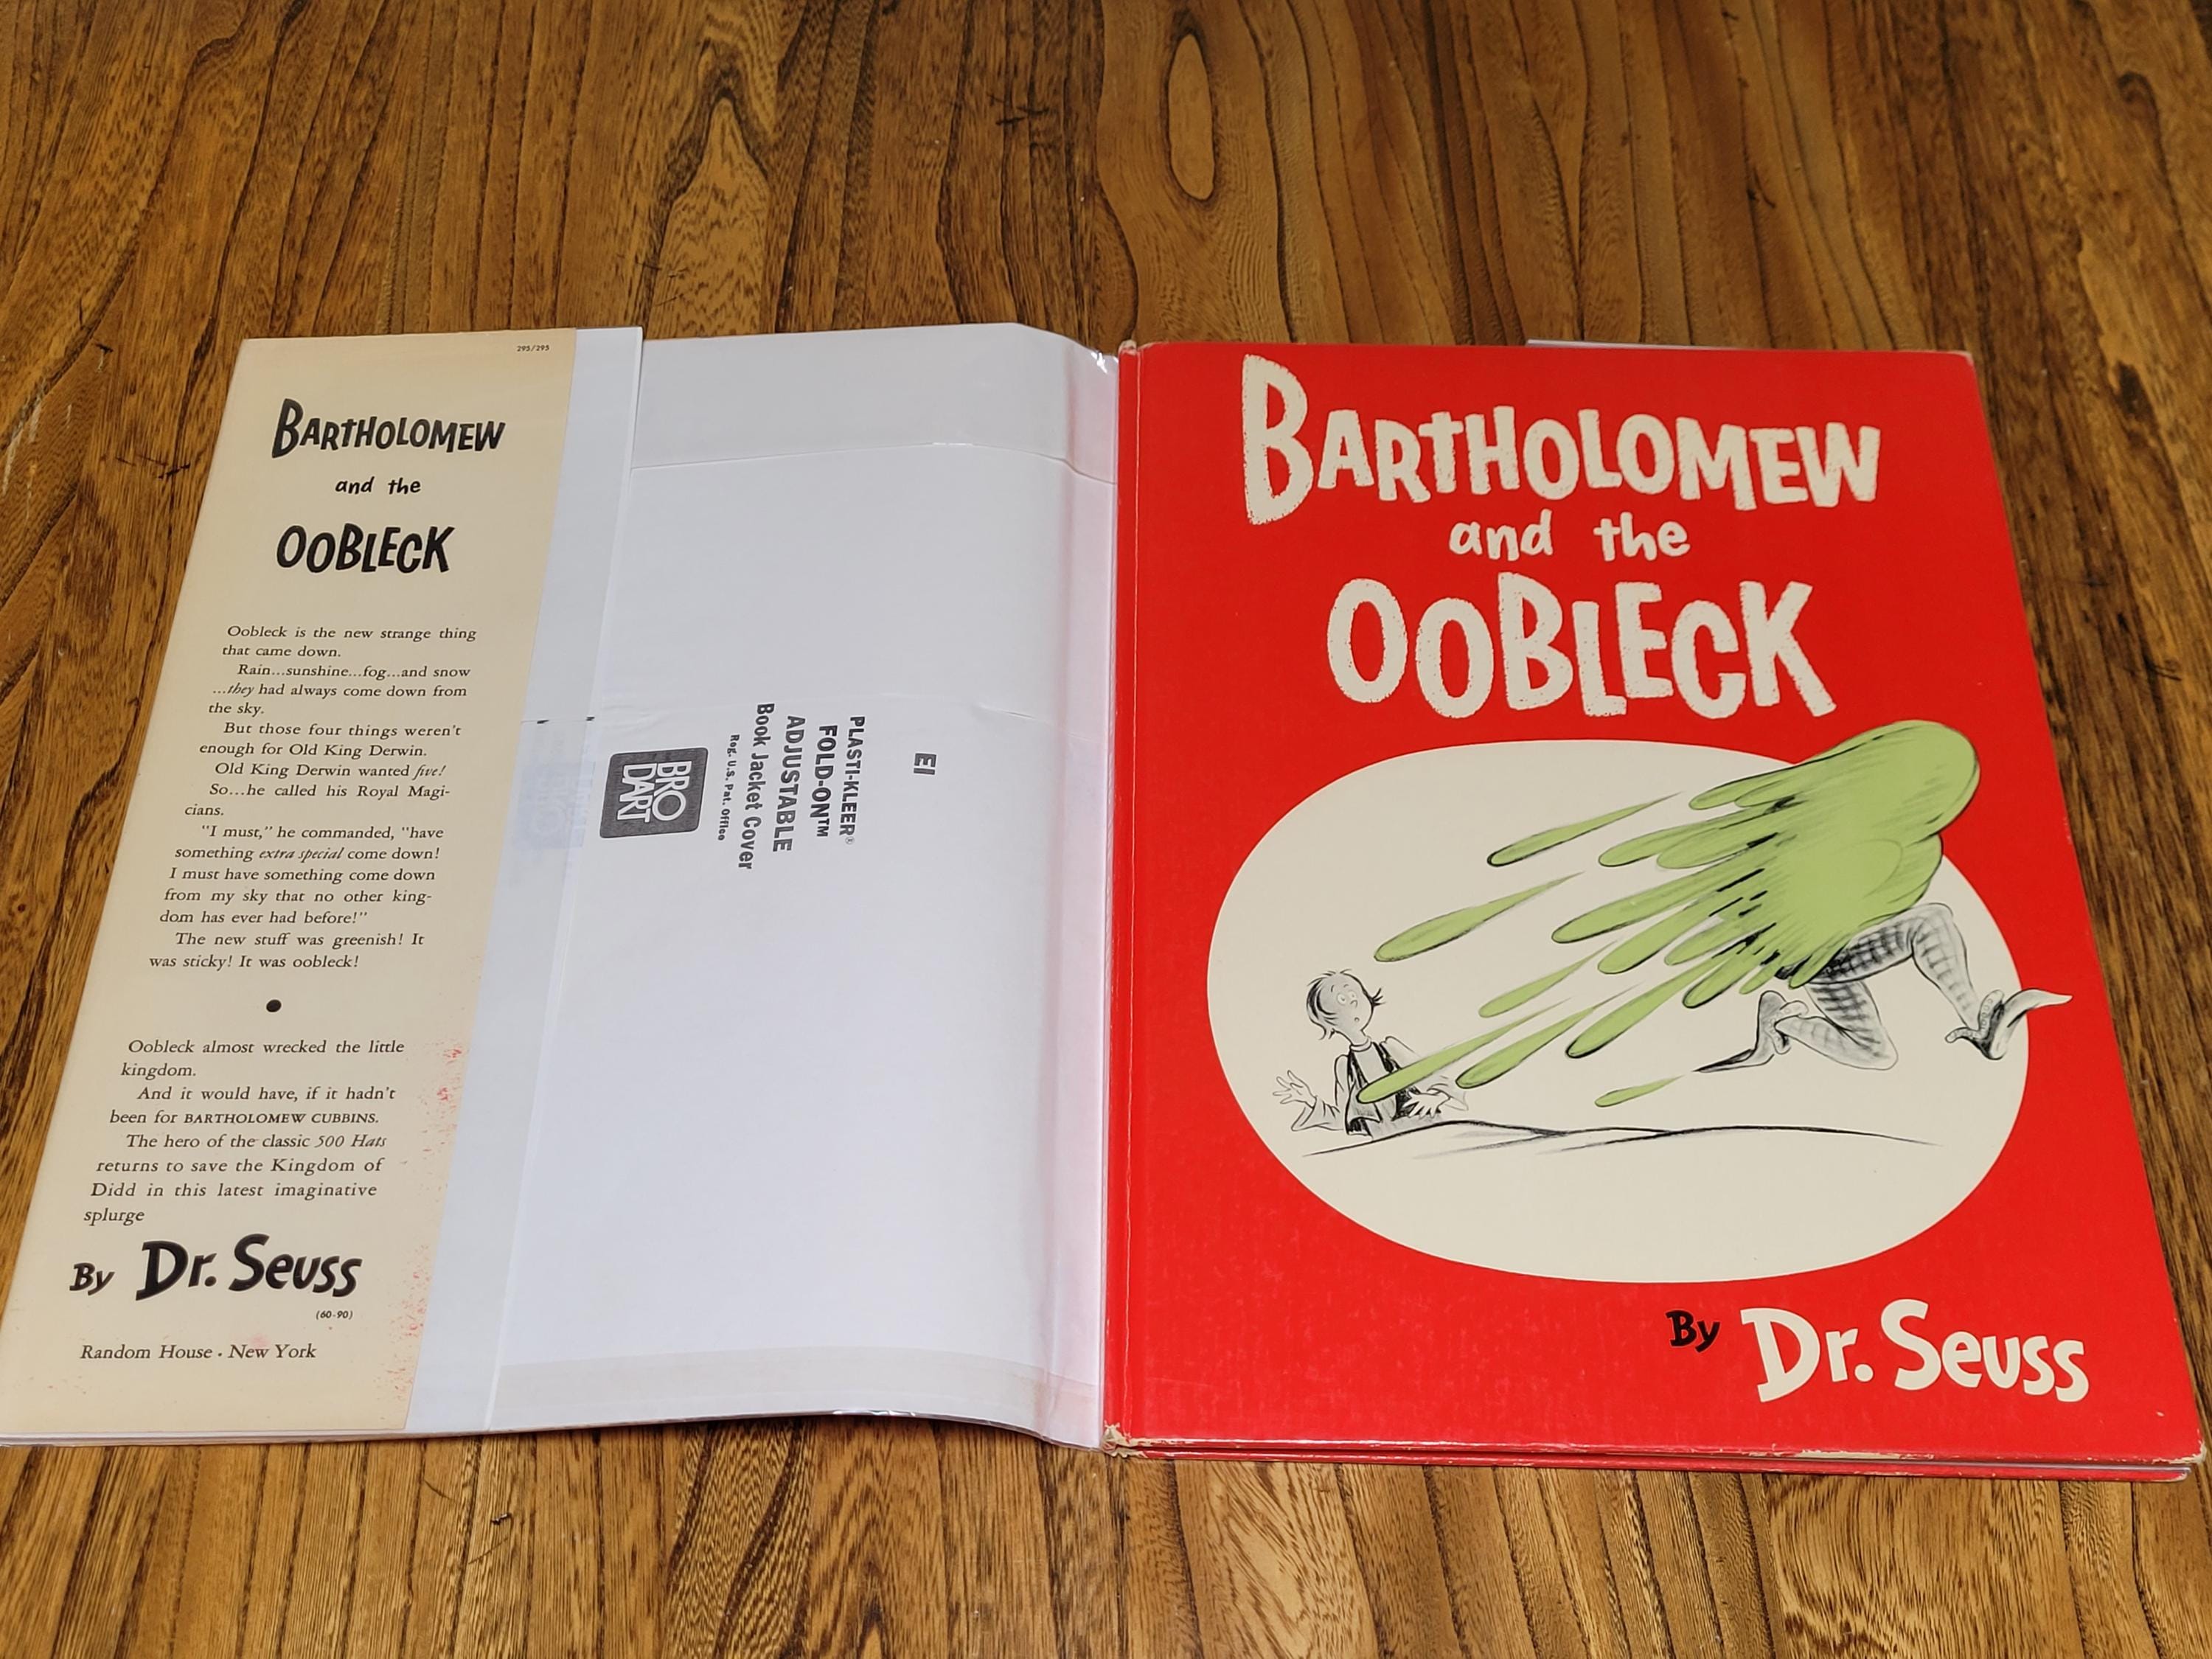 295/295
BARTHOLOMEW
and the
OOBLECK
Oobleck is the new strange thing
that came down.
Rain...sunshine...fog...and snow
...they had always come down from
the sky.
But those four things weren't
enough for Old King Derwin.
Old King Derwin wanted five!
So...he called his Royal Magi-
cians.
"I must," he commanded, "have
something extra special come down!
I must have something come down
from my sky that no other king-
dom has ever had before!"
The new stuff was greenish! It
was sticky! It was oobleck!
Oobleck almost wrecked the little
kingdom.
And it would have, if it hadn't
been for BARTHOLOMEW CUBBINS.
The hero of the classic 500 Hats
returns to save the Kingdom of
Didd in this latest imaginative
splurge
By Dr. Seuss
(60-90)
Random House · New York
EI
PLASTI-KLEER®
FOLD-ON™
ADJUSTABLE
Book Jacket Cover
Reg. U.S. Pat. Office
BRO
DART
BARTHOLOMEW
and the
OOBLECK
By Dr. Seuss